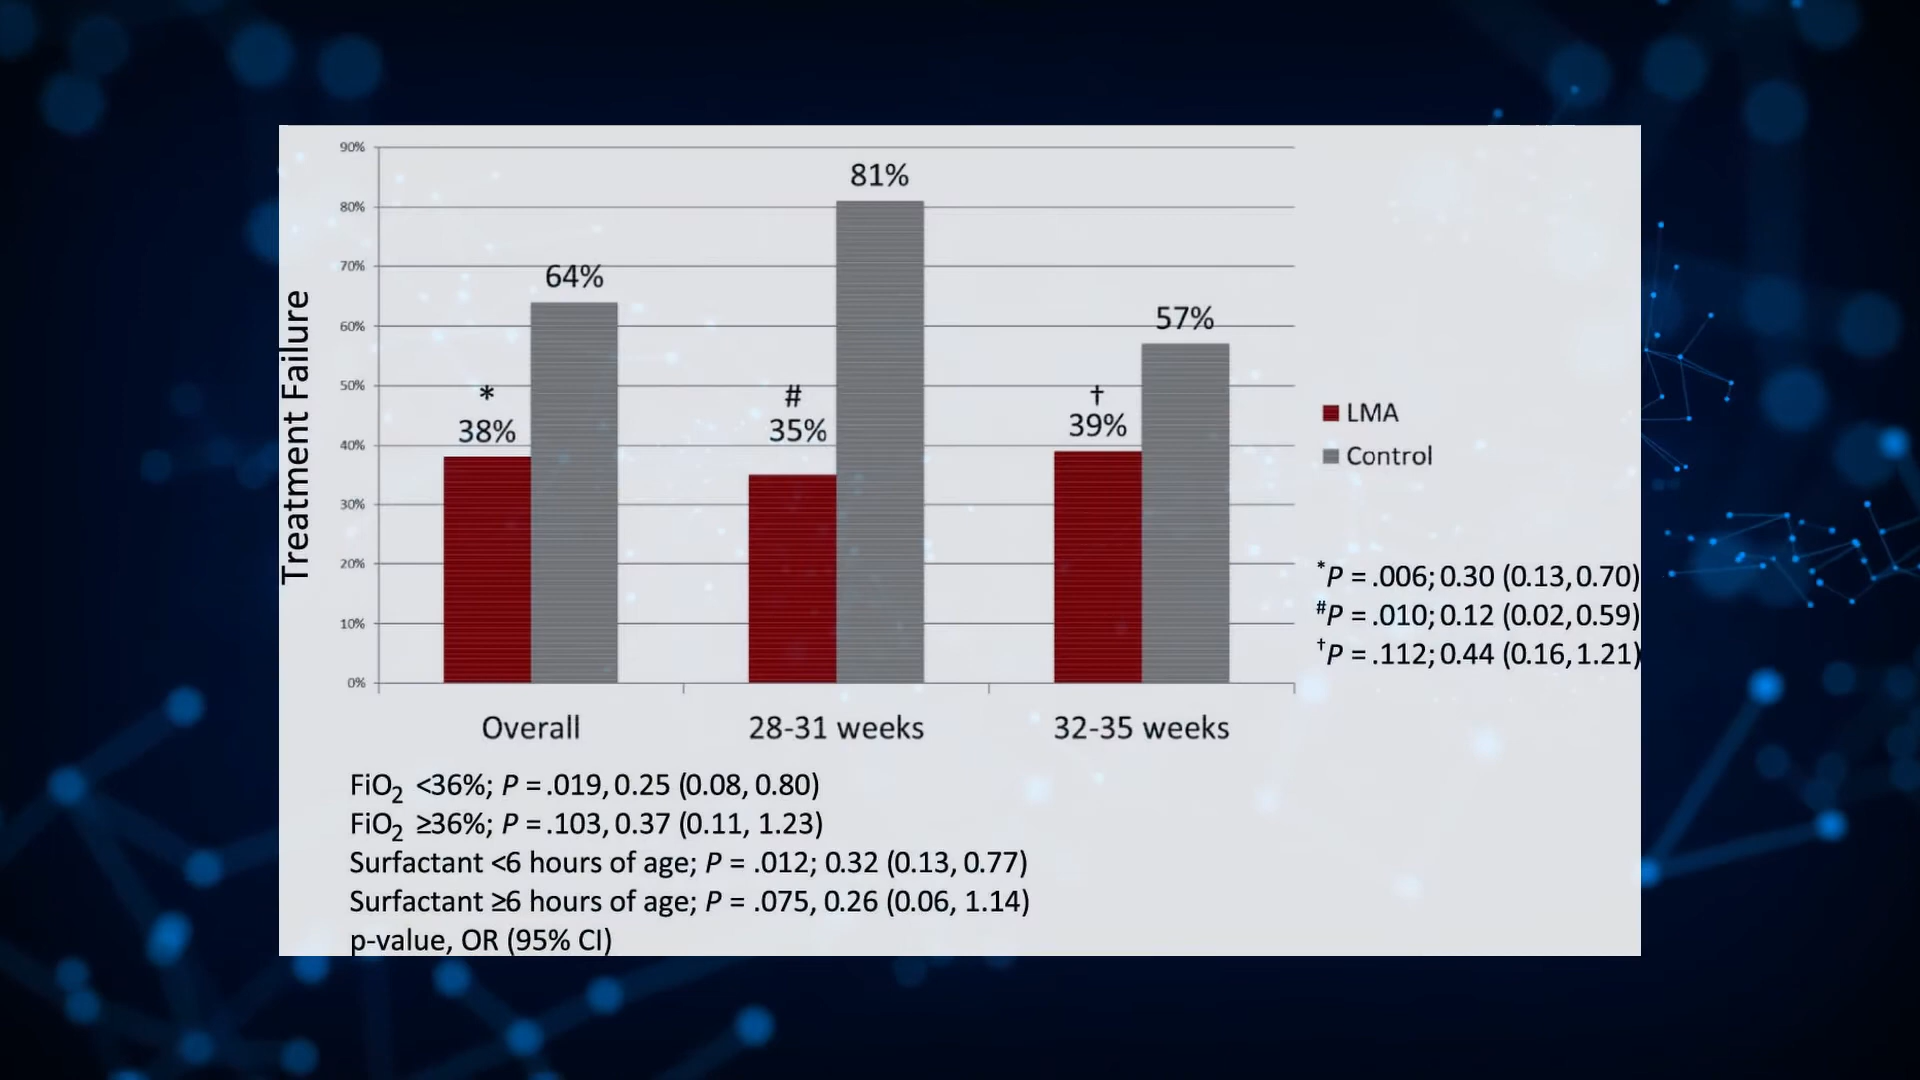 Treatment Failure
90%
80%
70%
60%
50%
40%
30%
20%
10%
0%
*
38%
64%
#
35%
81%
†
39%
57%
Overall
28-31 weeks
32-35 weeks
LMA
Control
*P = .006; 0.30 (0.13, 0.70)
#P = .010; 0.12 (0.02, 0.59)
†P = .112; 0.44 (0.16, 1.21)
FiO2 <36%; P = .019, 0.25 (0.08, 0.80)
FiO2 ≥36%; P = .103, 0.37 (0.11, 1.23)
Surfactant <6 hours of age; P = .012; 0.32 (0.13, 0.77)
Surfactant ≥6 hours of age; P = .075, 0.26 (0.06, 1.14)
p-value, OR (95% CI)